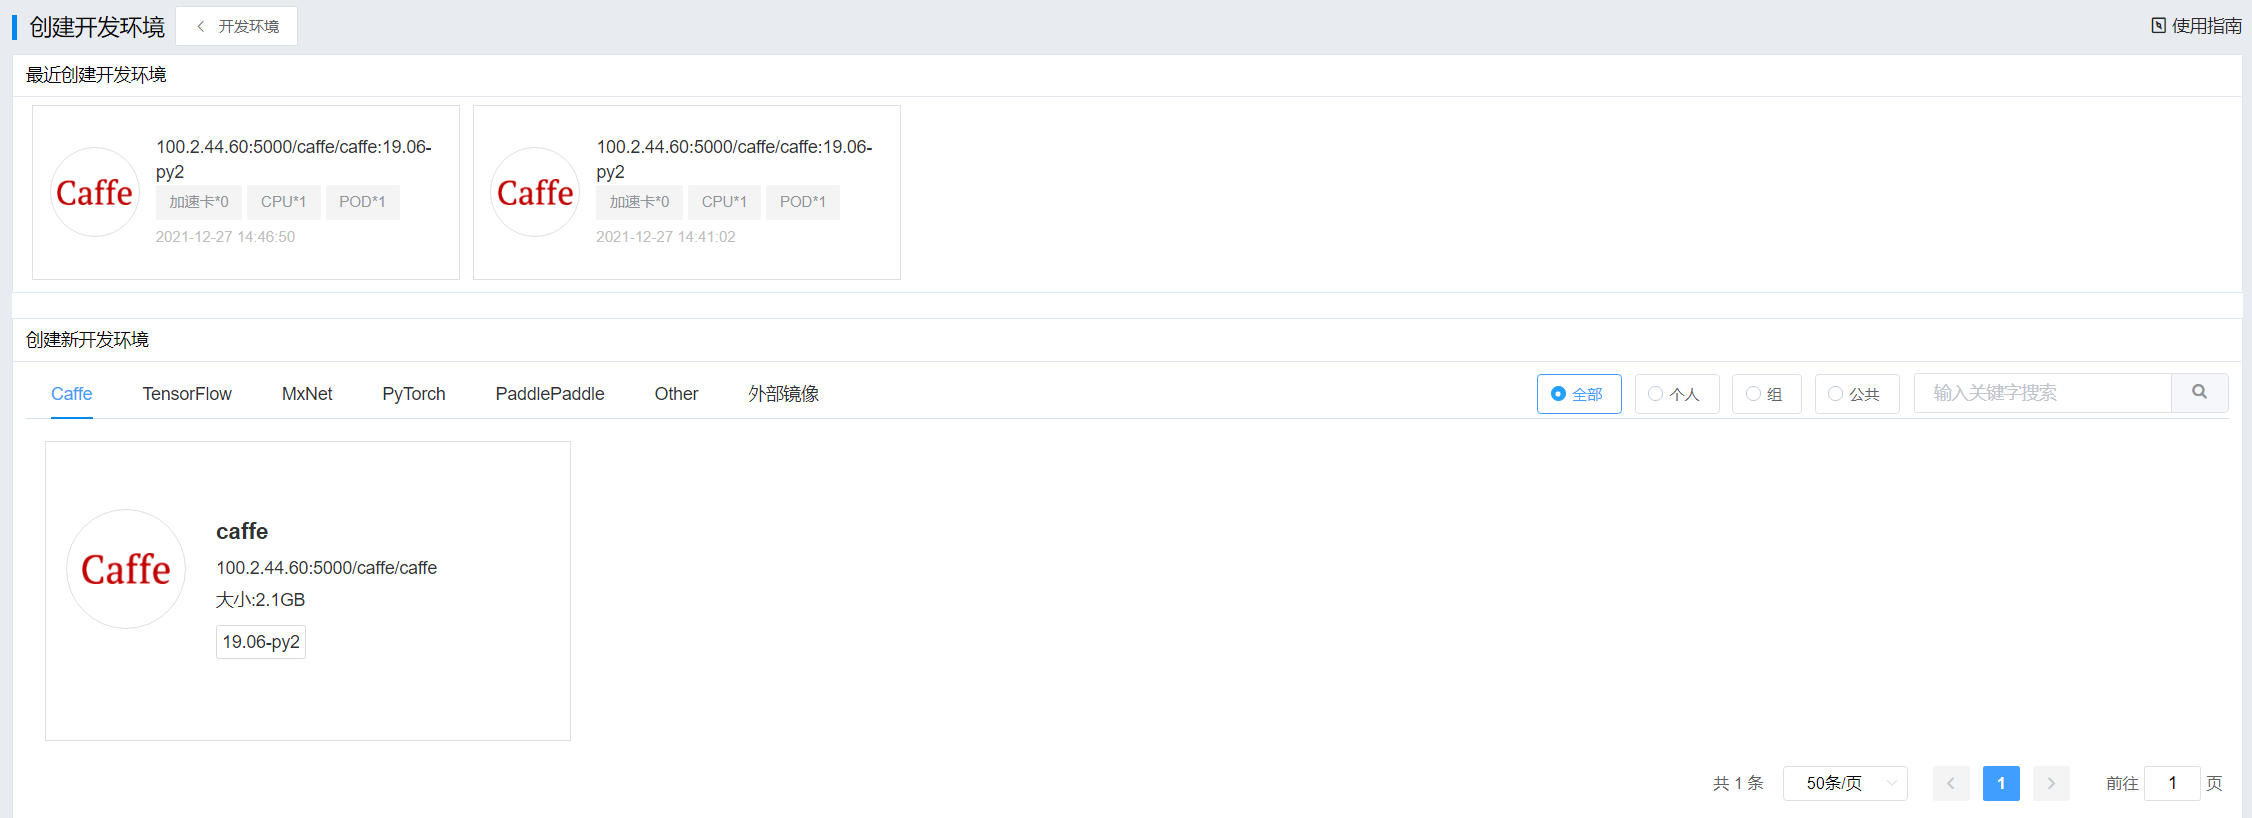 创建开发环境
开发环境
使用指南
最近创建开发环境
Caffe
100.2.44.60:5000/caffe/caffe:19.06-
py2
加速卡*0 CPU*1 POD*1
2021-12-27 14:46:50
Caffe
100.2.44.60:5000/caffe/caffe:19.06-
py2
加速卡*0 CPU*1 POD*1
2021-12-27 14:41:02
创建新开发环境
Caffe TensorFlow MxNet PyTorch PaddlePaddle Other 外部镜像
全部 个人 组 公共 输入关键字搜索
Caffe
caffe
100.2.44.60:5000/caffe/caffe
大小:2.1GB
19.06-py2
共 1 条 50条/页 1 前往 1 页